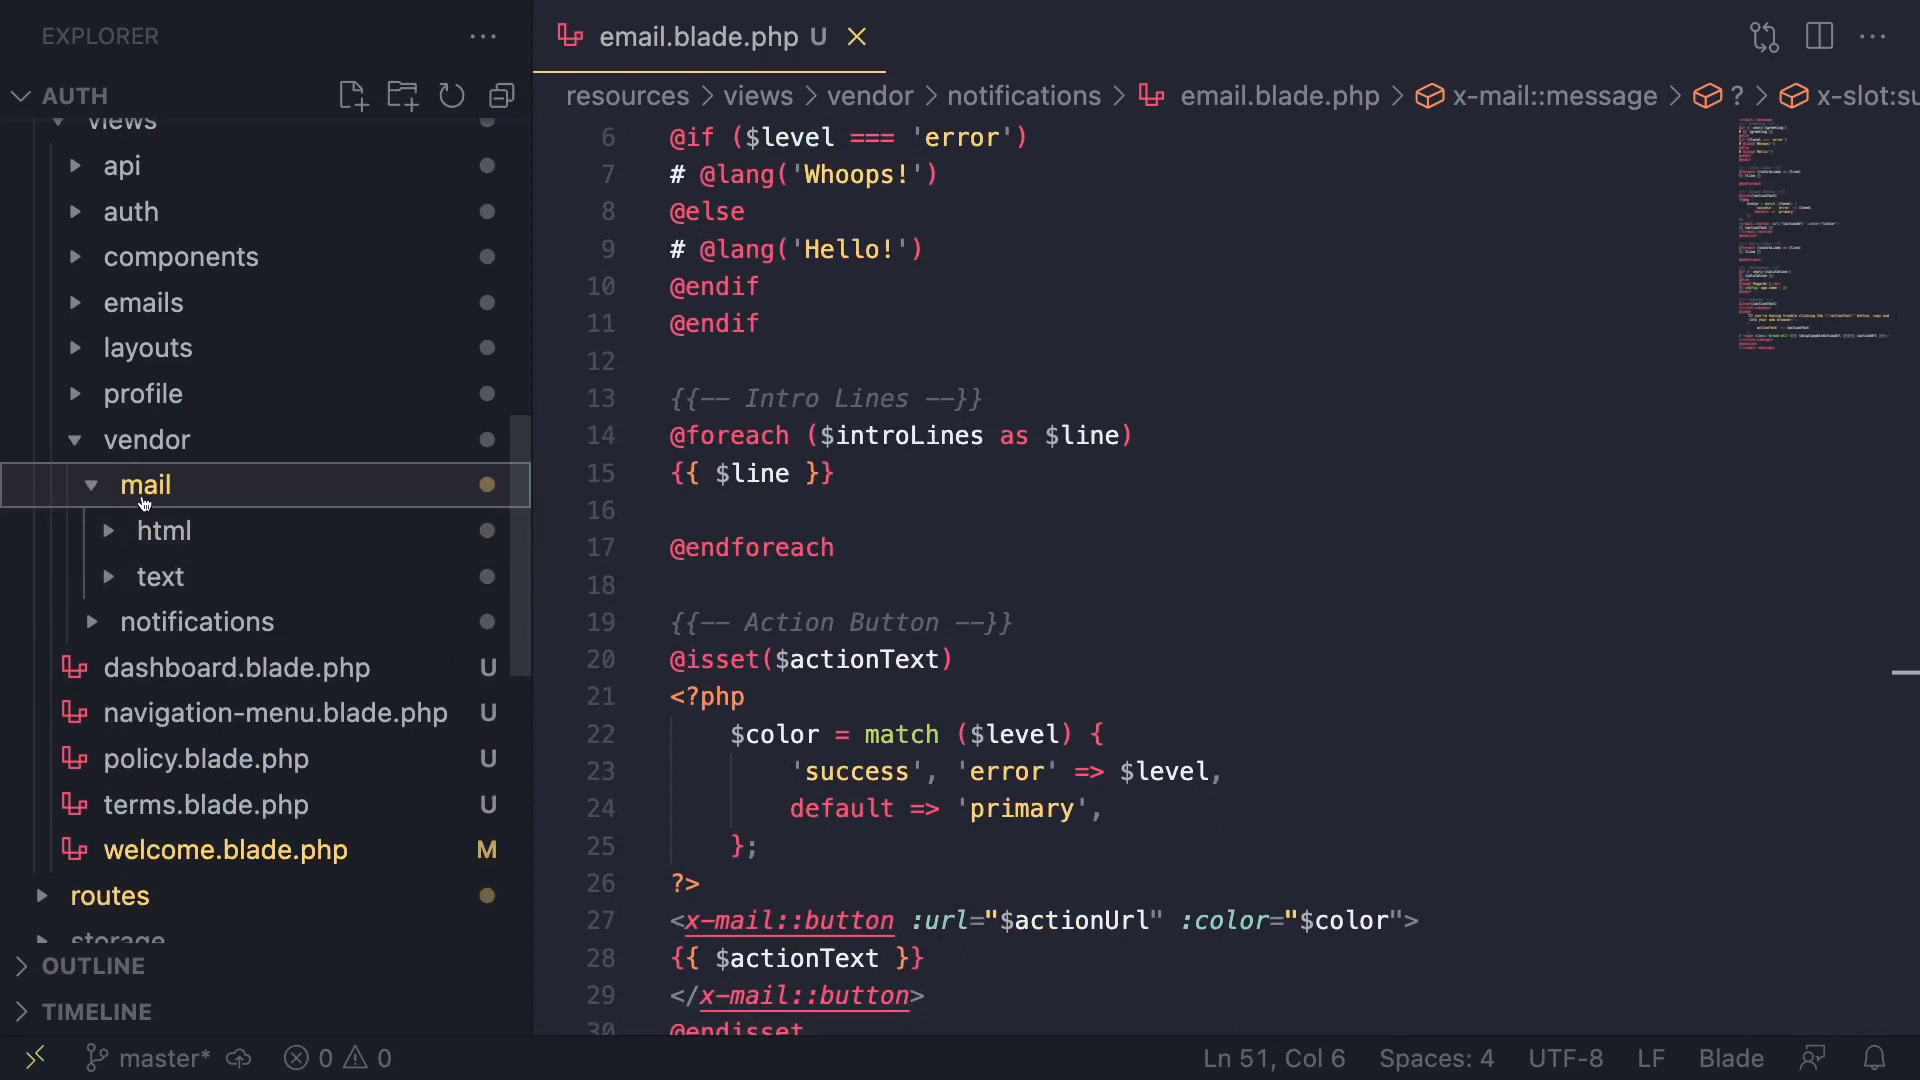 EXPLORER
AUTH
views
api
auth
components
emails
layouts
profile
vendor
mail
html
text
notifications
dashboard.blade.php U
navigation-menu.blade.php U
policy.blade.php U
terms.blade.php U
welcome.blade.php M
routes
storage
OUTLINE
TIMELINE
email.blade.php U
resources > views > vendor > notifications > email.blade.php > x-mail::message > ? > x-slot:su
6 @if ($level === 'error')
7 # @lang('Whoops!')
8 @else
9 # @lang('Hello!')
10 @endif
11 @endif
12
13 {{-- Intro Lines --}}
14 @foreach ($introLines as $line)
15 {{ $line }}
16
17 @endforeach
18
19 {{-- Action Button --}}
20 @isset($actionText)
21 <?php
22 $color = match ($level) {
23 'success', 'error' => $level,
24 default => 'primary',
25 };
26 ?>
27 <x-mail::button :url="$actionUrl" :color="$color">
28 {{ $actionText }}
29 </x-mail::button>
30 @endisset
master* 0 0 Ln 51, Col 6 Spaces: 4 UTF-8 LF Blade